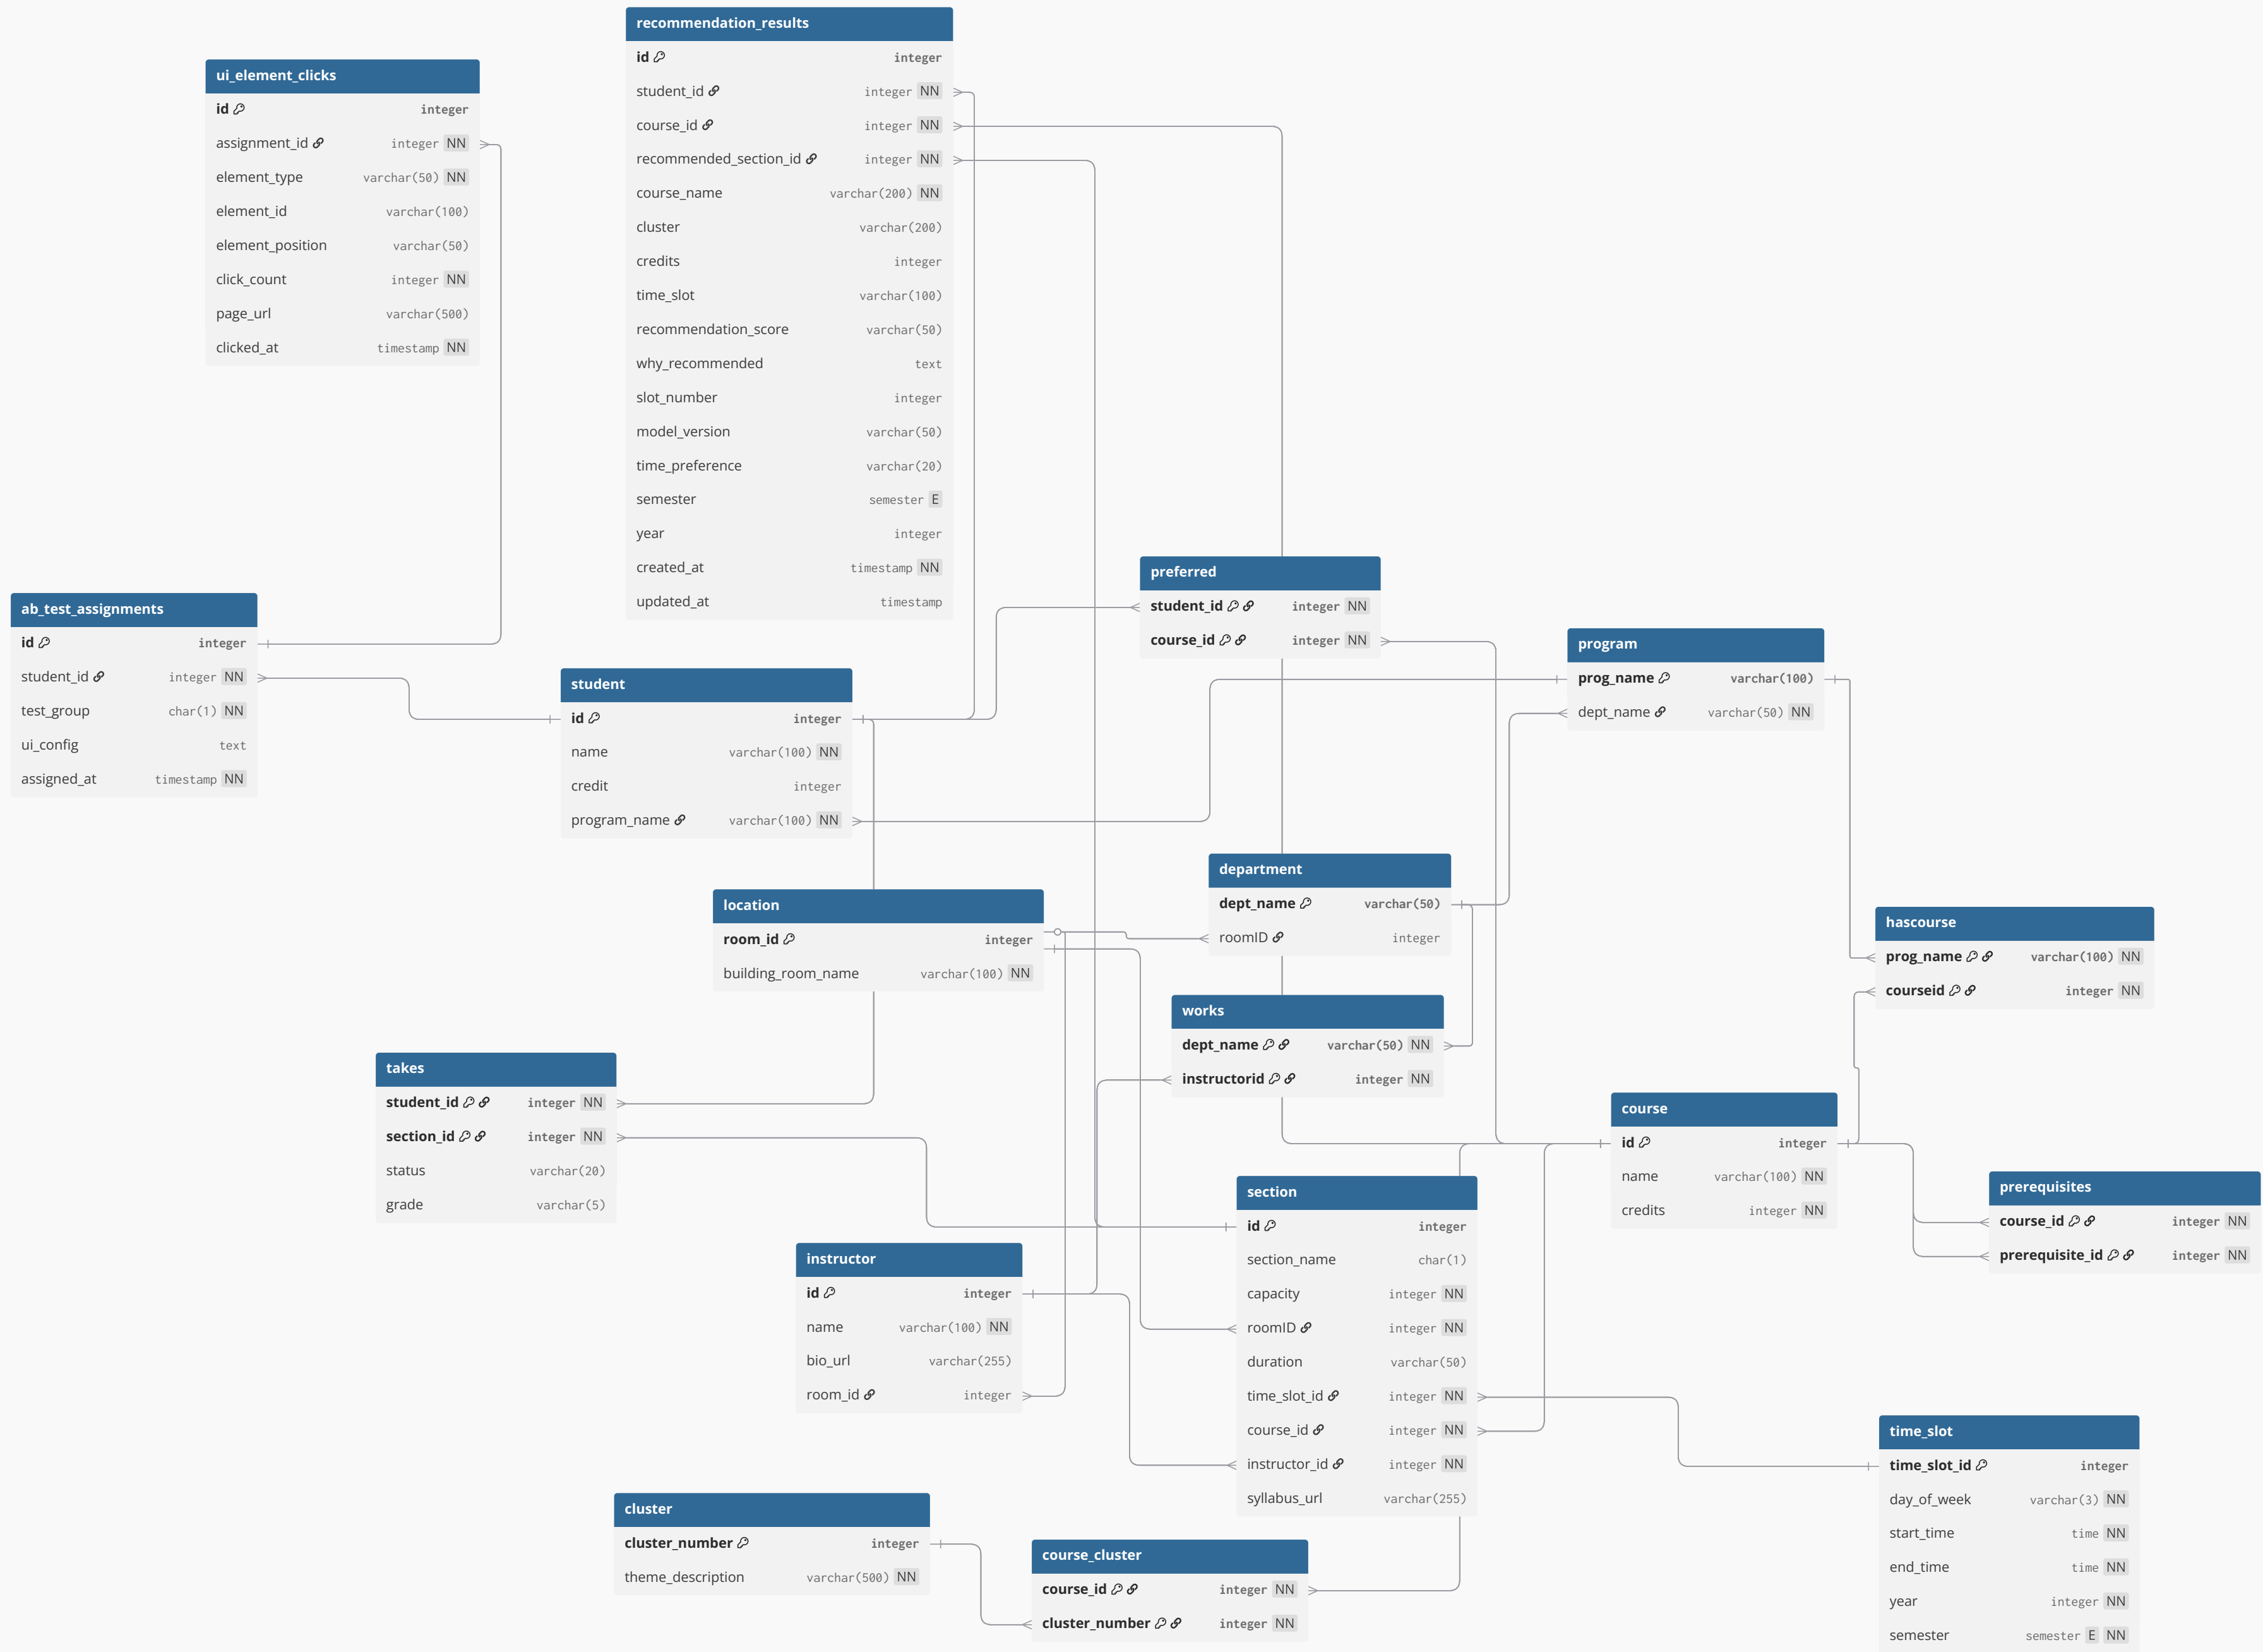 recommendation_results
id integer
student_id integer NN
course_id integer NN
recommended_section_id integer NN
course_name varchar(200) NN
cluster varchar(200)
credits integer
time_slot varchar(100)
recommendation_score varchar(50)
why_recommended text
slot_number integer
model_version varchar(50)
time_preference varchar(20)
semester semester E
year integer
created_at timestamp NN
updated_at timestamp
ui_element_clicks
id integer
assignment_id integer NN
element_type varchar(50) NN
element_id varchar(100)
element_position varchar(50)
click_count integer NN
page_url varchar(500)
clicked_at timestamp NN
preferred
student_id integer NN
course_id integer NN
ab_test_assignments
id integer
student_id integer NN
test_group char(1) NN
ui_config text
assigned_at timestamp NN
program
prog_name varchar(100)
dept_name varchar(50) NN
student
id integer
name varchar(100) NN
credit integer
program_name varchar(100) NN
department
dept_name varchar(50)
roomID integer
location
room_id integer
building_room_name varchar(100) NN
hascourse
prog_name varchar(100) NN
courseid integer NN
works
dept_name varchar(50) NN
instructorid integer NN
takes
student_id integer NN
section_id integer NN
status varchar(20)
grade varchar(5)
course
id integer
name varchar(100) NN
credits integer NN
prerequisites
course_id integer NN
prerequisite_id integer NN
section
id integer
section_name char(1)
capacity integer NN
roomID integer NN
duration varchar(50)
time_slot_id integer NN
course_id integer NN
instructor_id integer NN
syllabus_url varchar(255)
instructor
id integer
name varchar(100) NN
bio_url varchar(255)
room_id integer
time_slot
time_slot_id integer
day_of_week varchar(3) NN
start_time time NN
end_time time NN
year integer NN
semester semester E NN
cluster
cluster_number integer
theme_description varchar(500) NN
course_cluster
course_id integer NN
cluster_number integer NN